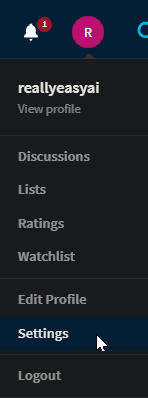 1
R
reallyeasyai
View profile
Discussions
Lists
Ratings
Watchlist
Edit Profile
Settings
Logout